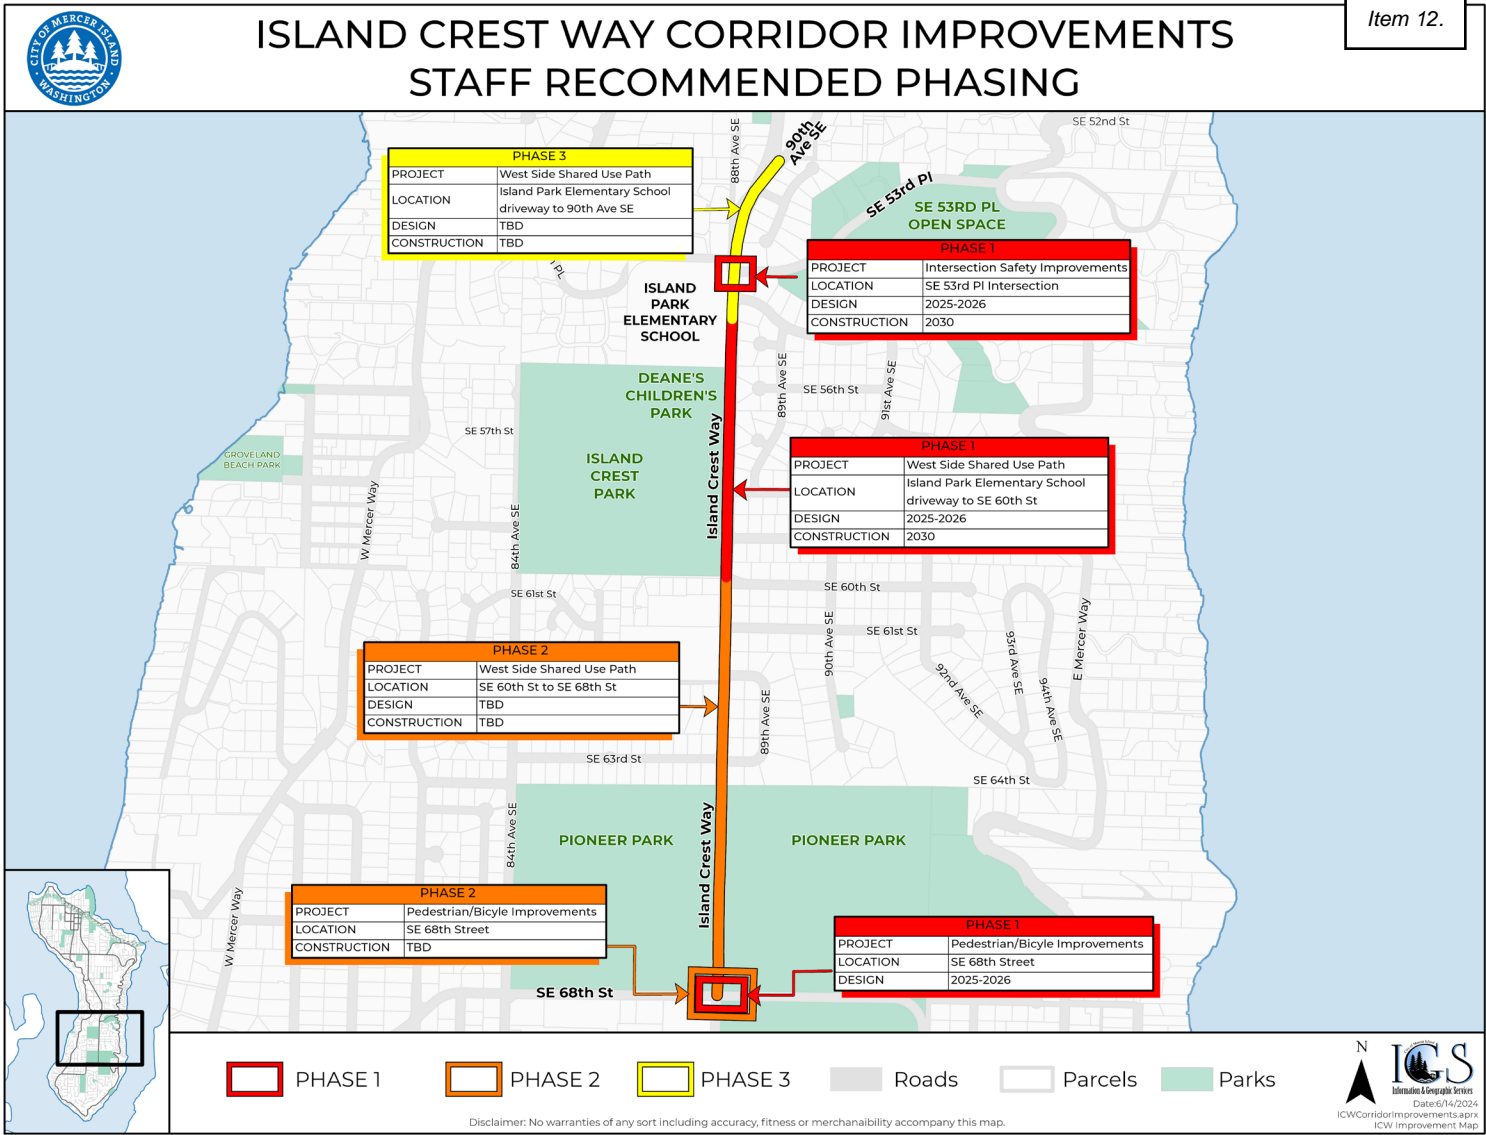 ISLAND CREST WAY CORRIDOR IMPROVEMENTS
STAFF RECOMMENDED PHASING
Item 12.
CITY OF MERCER ISLAND
WASHINGTON
SE 52nd St
88th Ave SE
90th
Ave SE
PHASE 3
PROJECT West Side Shared Use Path
LOCATION Island Park Elementary School
driveway to 90th Ave SE
DESIGN TBD
CONSTRUCTION TBD
SE 53rd Pl
SE 53RD PL
OPEN SPACE
PHASE 1
PROJECT Intersection Safety Improvements
LOCATION SE 53rd Pl Intersection
DESIGN 2025-2026
CONSTRUCTION 2030
PL
ISLAND
PARK
ELEMENTARY
SCHOOL
DEANE'S
CHILDREN'S
PARK
89th Ave SE
SE 56th St
91st Ave SE
SE 57th St
GROVELAND
BEACH PARK
ISLAND
CREST
PARK
Island Crest Way
W Mercer Way
84th Ave SE
PHASE 1
PROJECT West Side Shared Use Path
LOCATION Island Park Elementary School
driveway to SE 60th St
DESIGN 2025-2026
CONSTRUCTION 2030
SE 61st St
SE 60th St
90th Ave SE
SE 61st St
93rd Ave SE
E Mercer Way
92nd Ave SE
94th Ave SE
PHASE 2
PROJECT West Side Shared Use Path
LOCATION SE 60th St to SE 68th St
DESIGN TBD
CONSTRUCTION TBD
89th Ave SE
SE 63rd St
SE 64th St
84th Ave SE
PIONEER PARK
PIONEER PARK
Island Crest Way
W Mercer Way
PHASE 2
PROJECT Pedestrian/Bicyle Improvements
LOCATION SE 68th Street
CONSTRUCTION TBD
PHASE 1
PROJECT Pedestrian/Bicyle Improvements
LOCATION SE 68th Street
DESIGN 2025-2026
SE 68th St
PHASE 1
PHASE 2
PHASE 3
Roads
Parcels
Parks
N
IGS
Information & Geographic Services
Date:6/14/2024
ICWCorridorImprovements.aprx
ICW Improvement Map
Disclaimer: No warranties of any sort including accuracy, fitness or merchanaibility accompany this map.